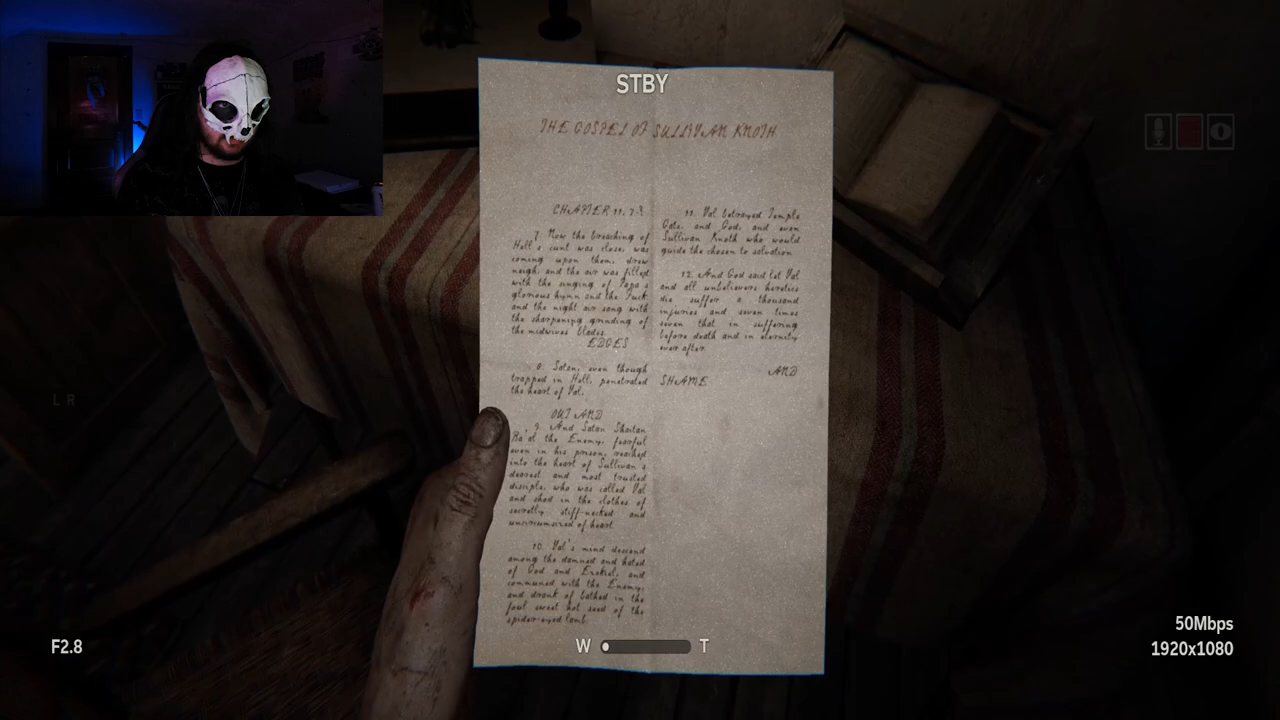 STBY
THE GOSPEL OF SULLIVAN KNOTH
CHAPTER 11, 7-
7. Now the breaching of
Hell's cunt was close, was
coming upon them, drew
neigh, and the air was filled
with the singing of Papa's
glorious hymn and the Fuck
and the night air sang with
the sharpening grinding of
the midwives blades.
EDGES
8. Satan, even though
trapped in Hell, penetrated
the heart of Val.
OUT AND
9. And Satan Shaitan
Ba'al the Enemy, fearful
even in his prison, reached
into the heart of Sullivan's
dearest and most trusted
disciple, who was called Val
and shod in the clothes of
secretly stiff-necked and
uncircumsized of heart.
10. Val's mind descend
among the damned and hated
of God and Ezekiel, and
communed with the Enemy,
and drank of bathed in the
foul sweet hot seed of the
spider-eyed lamb.
11. Val betrayed Temple
Gate, and God, and even
Sullivan Knoth who would
guide the chosen to salvation
12. And God said let Val
and all unbelievers heretics
die suffer a thousand
injuries and seven times
seven that in suffering
before death and in eternity
ever after.
AND
SHAME
L R
F2.8
W T
50Mbps
1920x1080